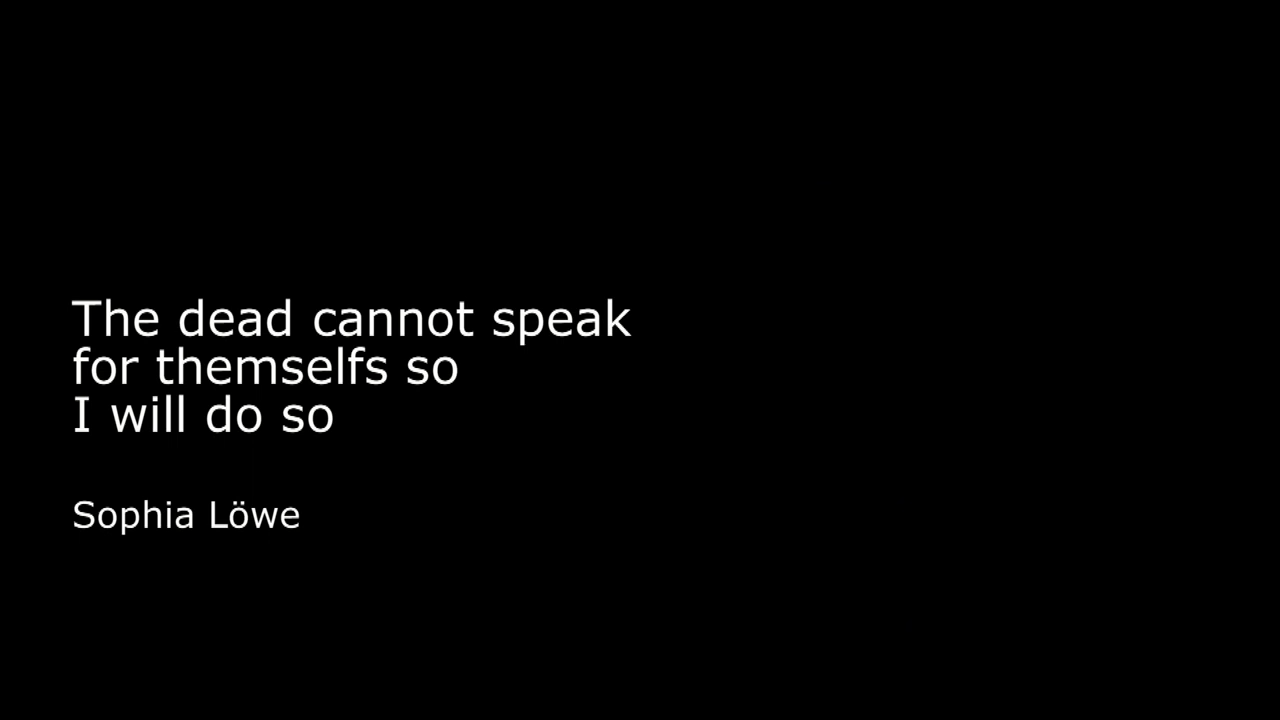 The dead cannot speak
for themselfs so
I will do so
Sophia Löwe